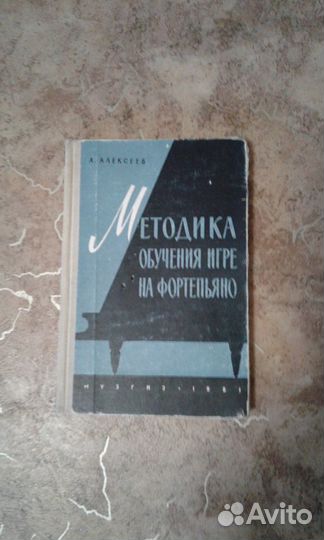 А. АЛЕКСЕЕВ
МЕТОДИКА
ОБУЧЕНИЯ ИГРЕ
НА ФОРТЕПЬЯНО
МУЗГИЗ • 1961
Avito